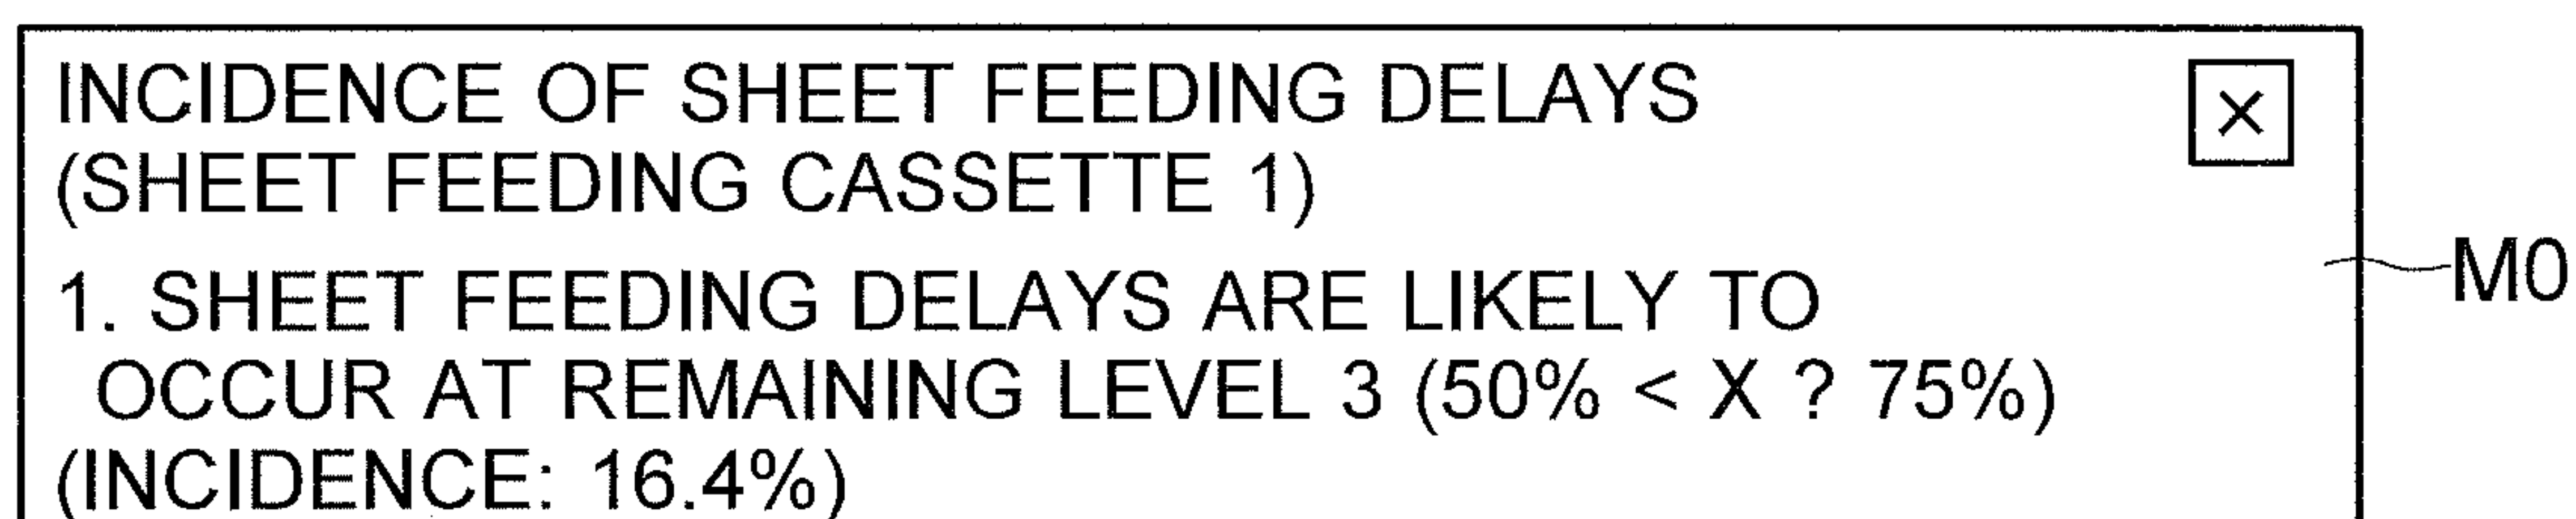 INCIDENCE OF SHEET FEEDING DELAYS
×
(SHEET FEEDING CASSETTE 1)
M0
1. SHEET FEEDING DELAYS ARE LIKELY TO
OCCUR AT REMAINING LEVEL 3 (50% < X ? 75%)
(INCIDENCE: 16.4%)